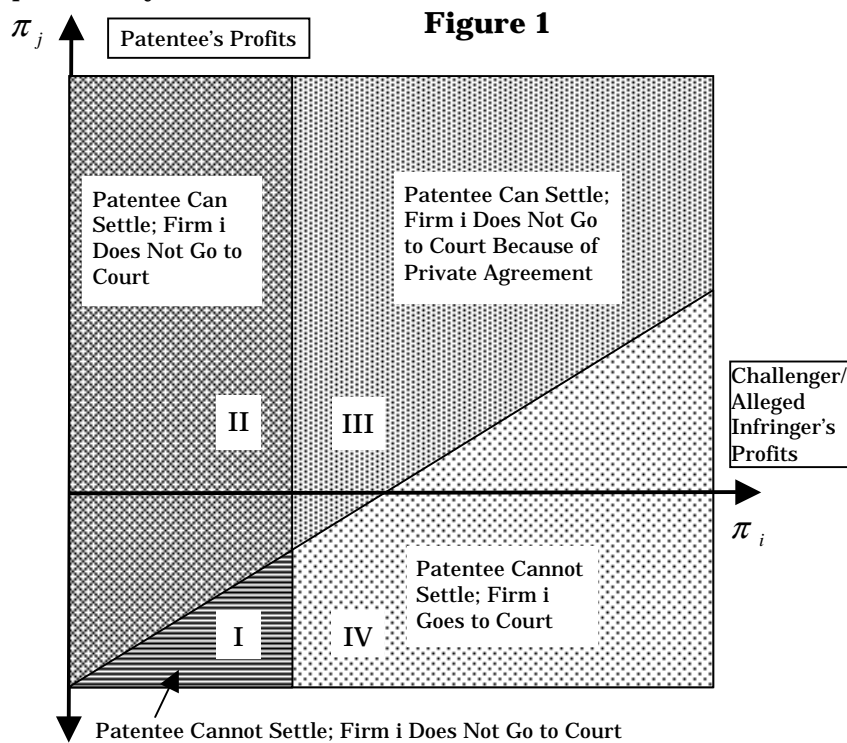 Figure 1
π j
Patentee's Profits
Patentee Can
Settle; Firm i
Does Not Go to
Court
Patentee Can Settle;
Firm i Does Not Go
to Court Because of
Private Agreement
Challenger/
Alleged
Infringer's
Profits
II
III
π i
Patentee Cannot
Settle; Firm i
Goes to Court
I
IV
Patentee Cannot Settle; Firm i Does Not Go to Court